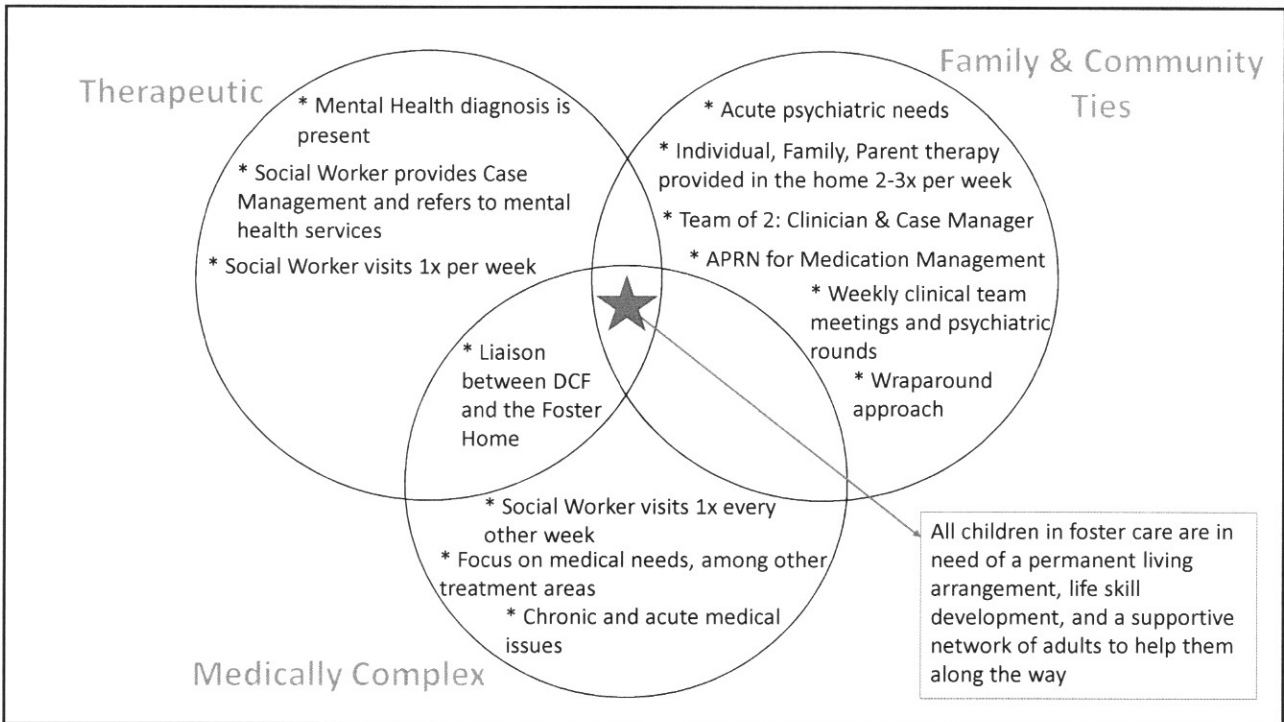 Therapeutic
* Mental Health diagnosis is
present
* Social Worker provides Case
Management and refers to mental
health services
* Social Worker visits 1x per week
Family & Community
Ties
* Acute psychiatric needs
* Individual, Family, Parent therapy
provided in the home 2-3x per week
* Team of 2: Clinician & Case Manager
* APRN for Medication Management
* Weekly clinical team
meetings and psychiatric
rounds
* Wraparound
approach
* Liaison
between DCF
and the Foster
Home
* Social Worker visits 1x every
other week
* Focus on medical needs, among other
treatment areas
* Chronic and acute medical
issues
Medically Complex
All children in foster care are in
need of a permanent living
arrangement, life skill
development, and a supportive
network of adults to help them
along the way